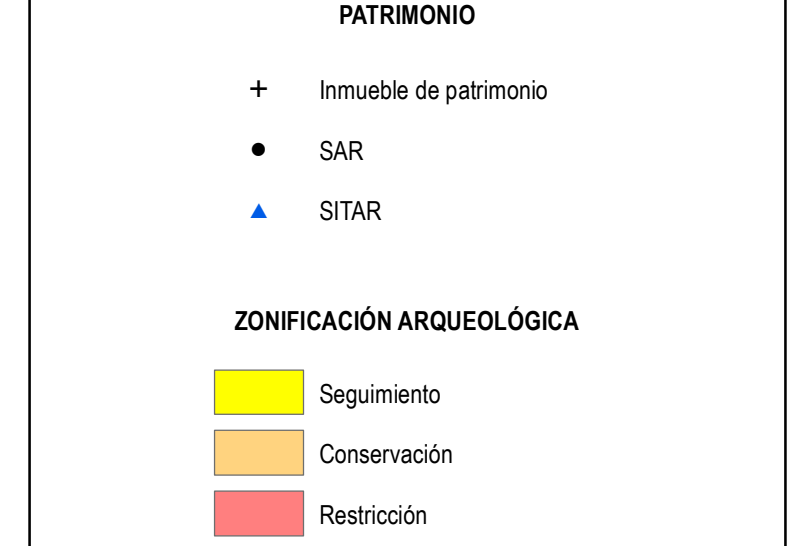 PATRIMONIO
+ Inmueble de patrimonio
SAR
SITAR
ZONIFICACIÓN ARQUEOLÓGICA
Seguimiento
Conservación
Restricción